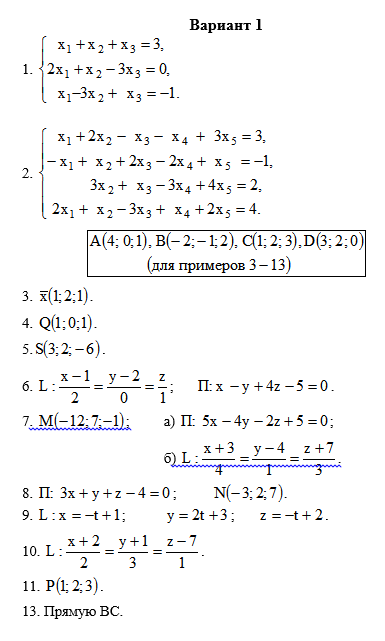 Вариант 1
x₁ + x₂ + x₃ = 3,
1. 2x₁ + x₂ − 3x₃ = 0,
x₁−3x₂ + x₃ = −1.
x₁ + 2x₂ − x₃ − x₄ + 3x₅ = 3,
2. − x₁ + x₂ + 2x₃ − 2x₄ + x₅ = −1,
3x₂ + x₃ − 3x₄ + 4x₅ = 2,
2x₁ + x₂ − 3x₃ + x₄ + 2x₅ = 4.
A(4; 0; 1), B(− 2; −1; 2), C(1; 2; 3), D(3; 2; 0)
(для примеров 3 − 13)
3. x̄(1; 2; 1).
4. Q(1; 0; 1).
5. S(3; 2; −6).
6. L : (x − 1)/2 = (y − 2)/0 = z/1; П: x − y + 4z − 5 = 0.
7. M(−12; 7; −1); а) П: 5x − 4y − 2z + 5 = 0;
б) L : (x + 3)/4 = (y − 4)/1 = (z + 7)/3.
8. П: 3x + y + z − 4 = 0; N(−3; 2; 7).
9. L : x = −t + 1; y = 2t + 3; z = −t + 2.
10. L : (x + 2)/2 = (y + 1)/3 = (z − 7)/1.
11. P(1; 2; 3).
13. Прямую BC.